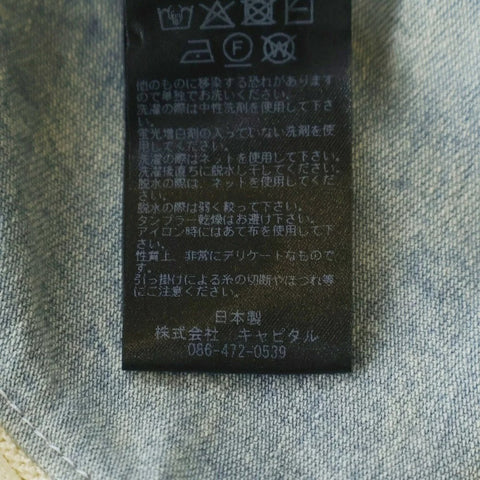 他のものに移染する恐れがあります
ので単独でお洗いください。
洗濯の際は中性洗剤を使用して下さ
い。
蛍光増白剤の入っていない洗剤を使
用して下さい。
洗濯の際はネットを使用して下さい。
洗濯後直ちに脱水し干してください。
脱水の際は、ネットを使用してくださ
い。
脱水の際は弱く絞って下さい。
タンブラー乾燥はお避け下さい。
アイロン時にはあて布を使用して下
さい。
性質上、非常にデリケートなもので
す。
引っ掛けによる糸の切断やほつれ等
にご注意ください。
日本製
株式会社 キャピタル
086-472-0539